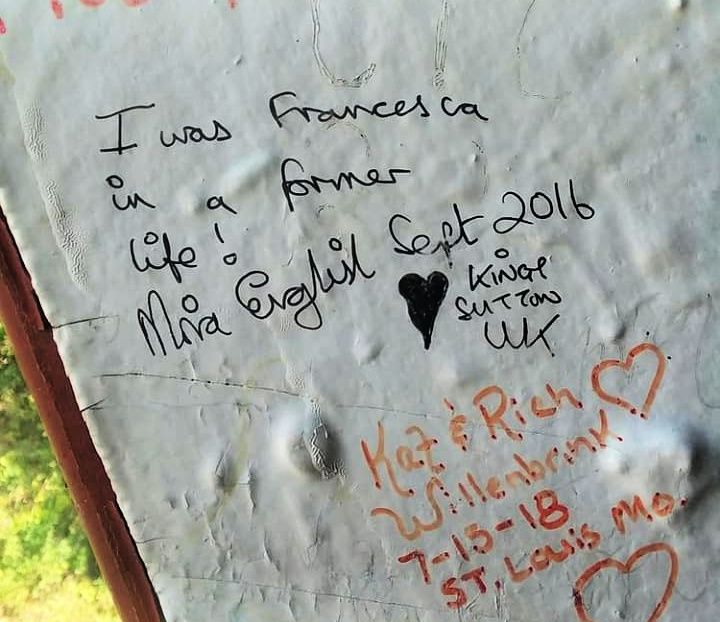 I was Francesca
in a former
life!
Mira English Sept 2016
KINGS
SUTTON
UK
Kat & Rich
Willenbrink
7-15-18
ST. Louis Mo.